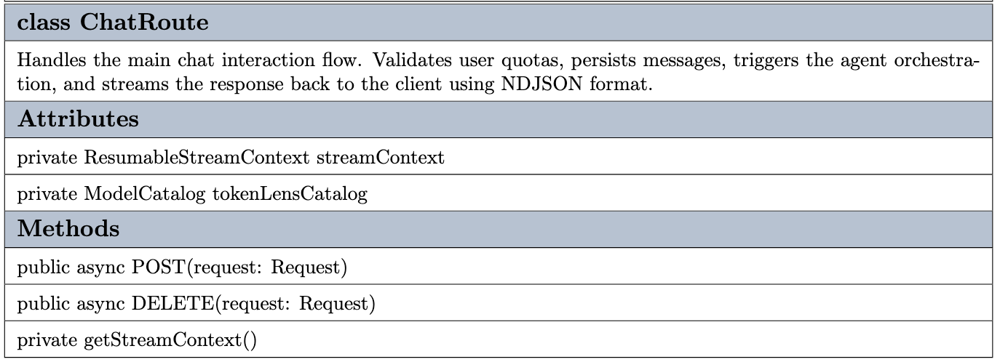 class ChatRoute
Handles the main chat interaction flow. Validates user quotas, persists messages, triggers the agent orchestra-
tion, and streams the response back to the client using NDJSON format.
Attributes
private ResumableStreamContext streamContext
private ModelCatalog tokenLensCatalog
Methods
public async POST(request: Request)
public async DELETE(request: Request)
private getStreamContext()